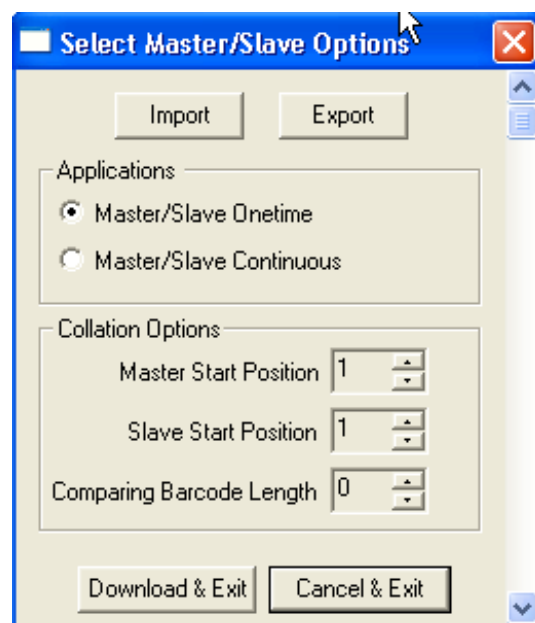 Select Master/Slave Options
Import Export
Applications
Master/Slave Onetime
Master/Slave Continuous
Collation Options
Master Start Position 1
Slave Start Position 1
Comparing Barcode Length 0
Download & Exit Cancel & Exit